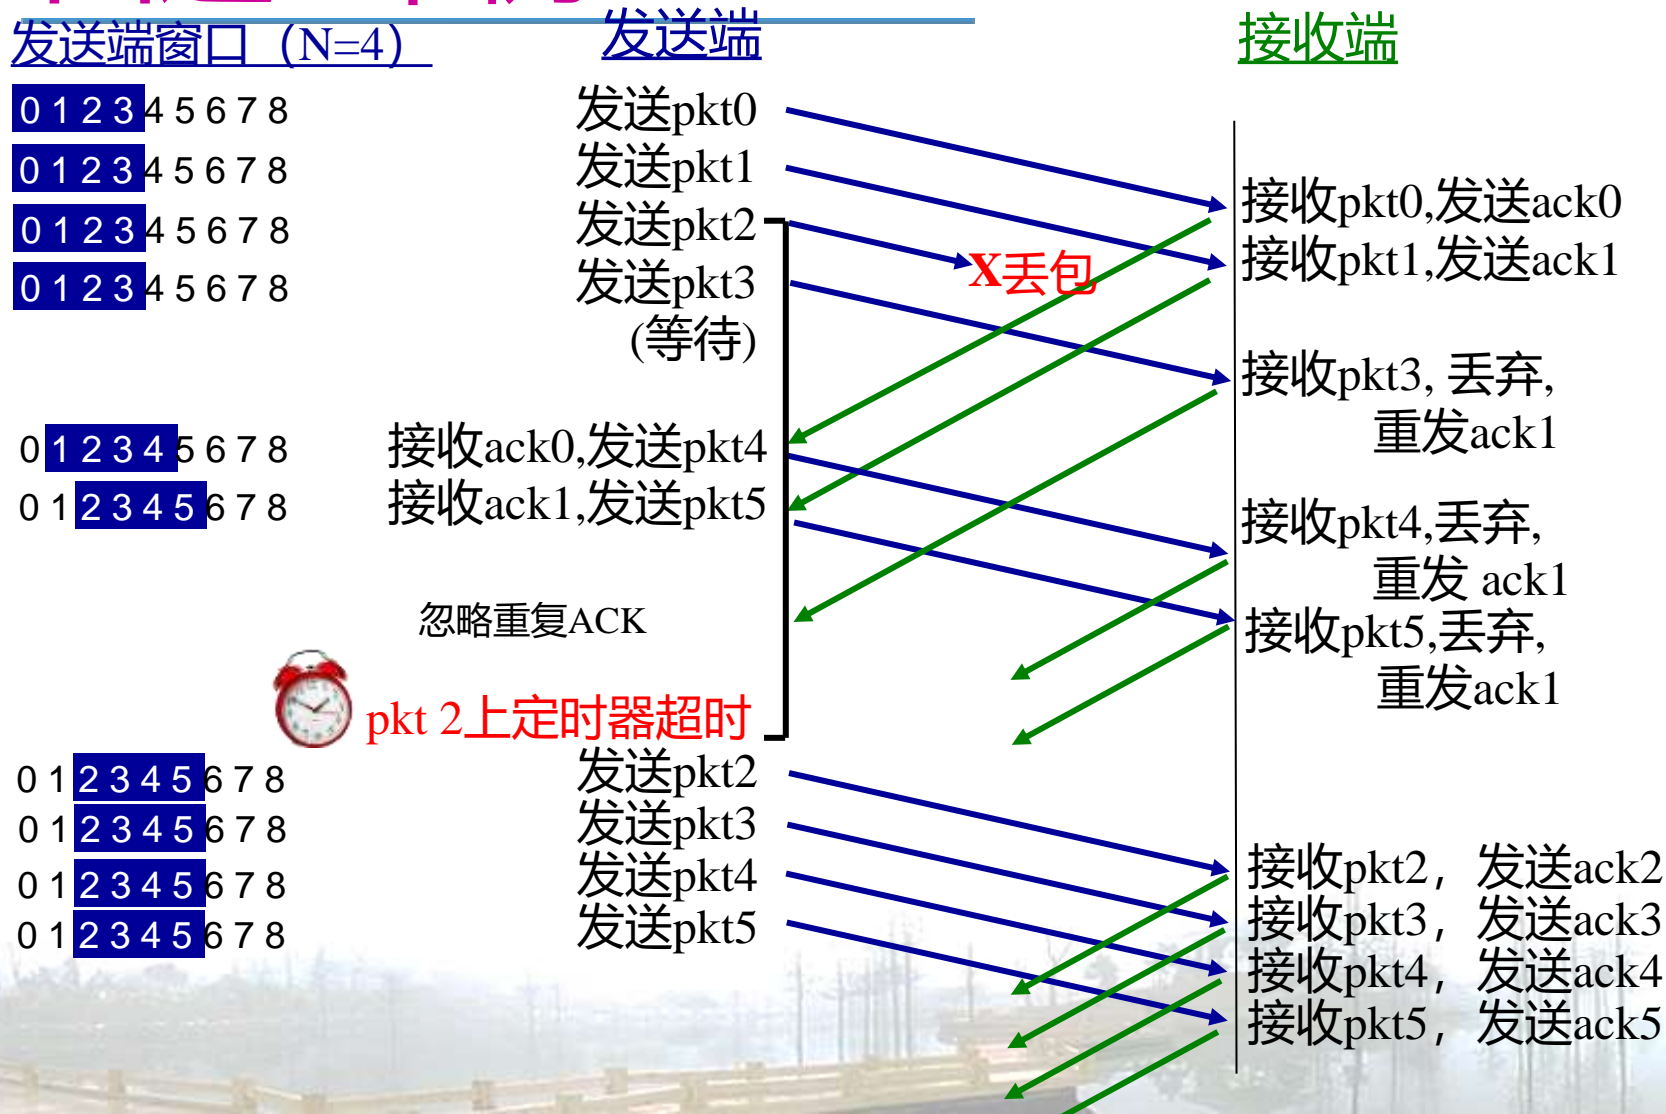 发送端窗口（N=4）
发送端
接收端
0 1 2 3 4 5 6 7 8
发送pkt0
0 1 2 3 4 5 6 7 8
发送pkt1
接收pkt0,发送ack0
0 1 2 3 4 5 6 7 8
发送pkt2
接收pkt1,发送ack1
X丢包
0 1 2 3 4 5 6 7 8
发送pkt3
(等待)
接收pkt3, 丢弃,
重发ack1
0 1 2 3 4 5 6 7 8
接收ack0,发送pkt4
0 1 2 3 4 5 6 7 8
接收ack1,发送pkt5
接收pkt4,丢弃,
重发 ack1
忽略重复ACK
接收pkt5,丢弃,
重发ack1
pkt 2上定时器超时
0 1 2 3 4 5 6 7 8
发送pkt2
0 1 2 3 4 5 6 7 8
发送pkt3
0 1 2 3 4 5 6 7 8
发送pkt4
0 1 2 3 4 5 6 7 8
发送pkt5
接收pkt2，发送ack2
接收pkt3，发送ack3
接收pkt4，发送ack4
接收pkt5，发送ack5